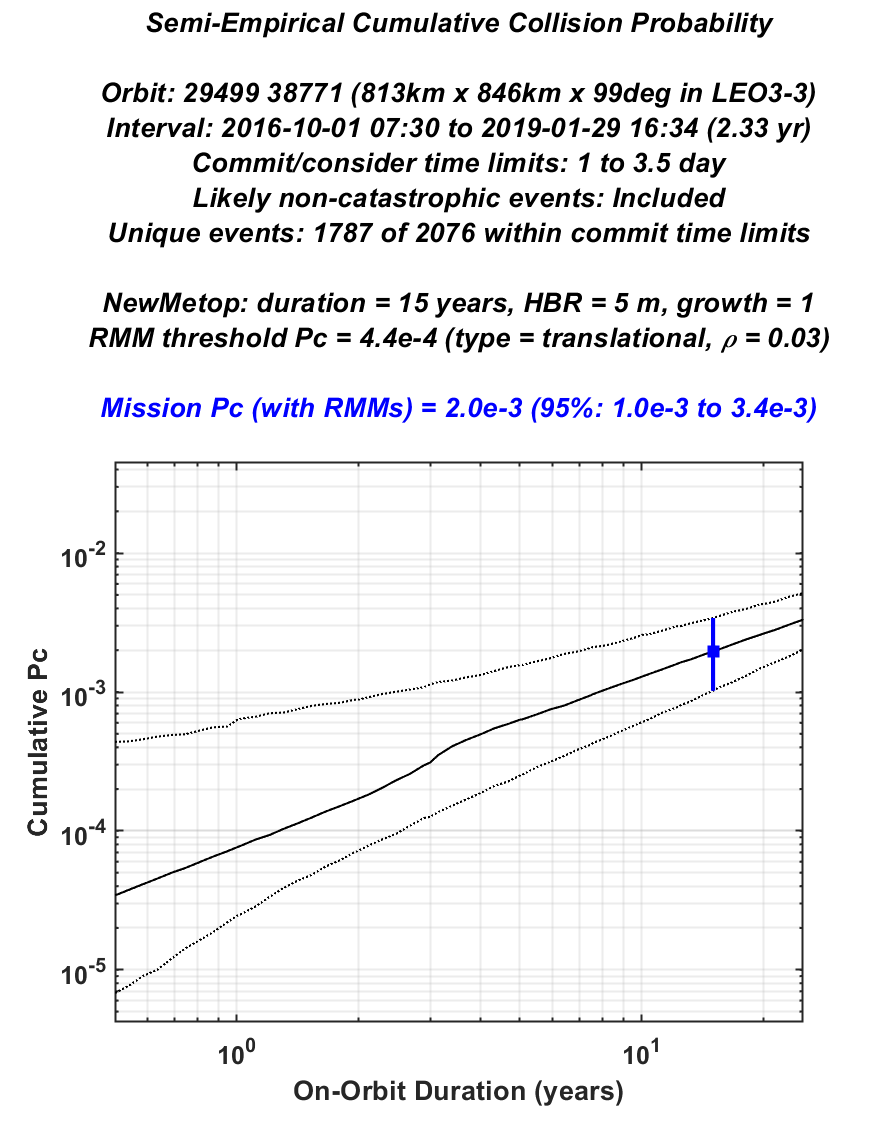 Semi-Empirical Cumulative Collision Probability
Orbit: 29499 38771 (813km x 846km x 99deg in LEO3-3)
Interval: 2016-10-01 07:30 to 2019-01-29 16:34 (2.33 yr)
Commit/consider time limits: 1 to 3.5 day
Likely non-catastrophic events: Included
Unique events: 1787 of 2076 within commit time limits
NewMetop: duration = 15 years, HBR = 5 m, growth = 1
RMM threshold Pc = 4.4e-4 (type = translational, ρ = 0.03)
Mission Pc (with RMMs) = 2.0e-3 (95%: 1.0e-3 to 3.4e-3)
Cumulative Pc
10⁻²
10⁻³
10⁻⁴
10⁻⁵
10⁰
10¹
On-Orbit Duration (years)